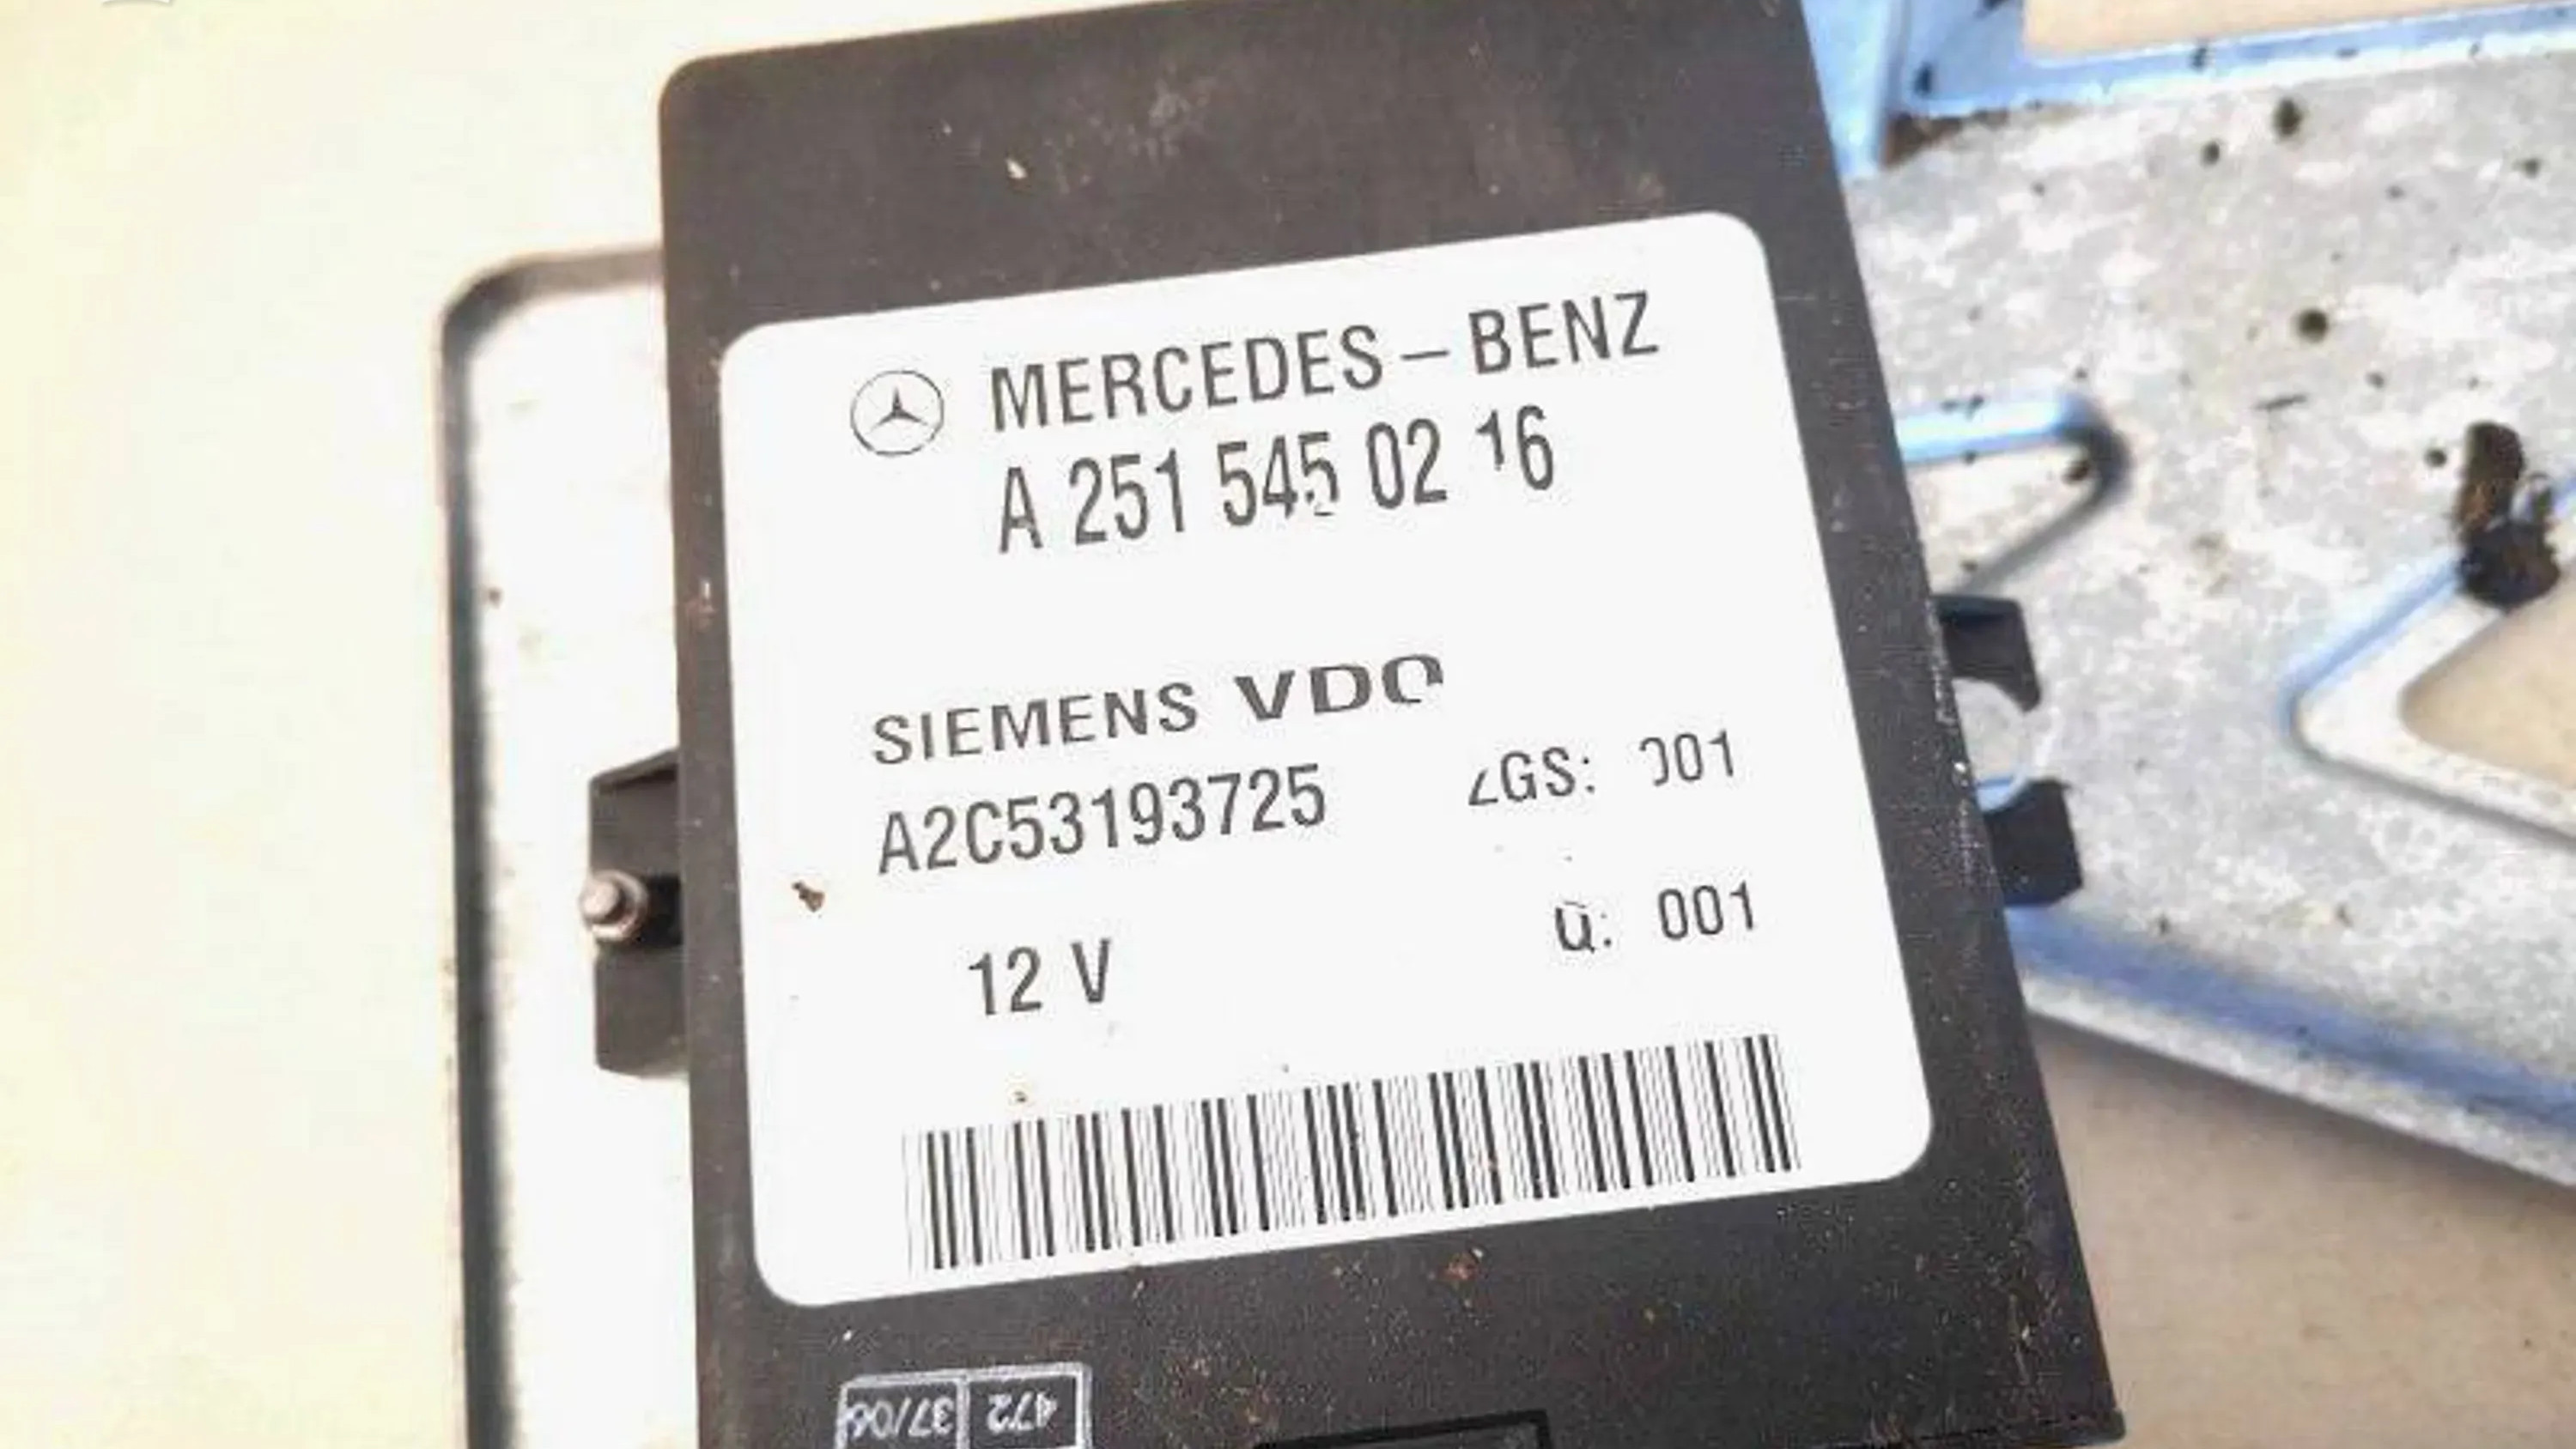 MERCEDES-BENZ
A 251 545 02 16
SIEMENS VDO
A2C53193725 ZGS: 001
12 V Q: 001
37/06 472